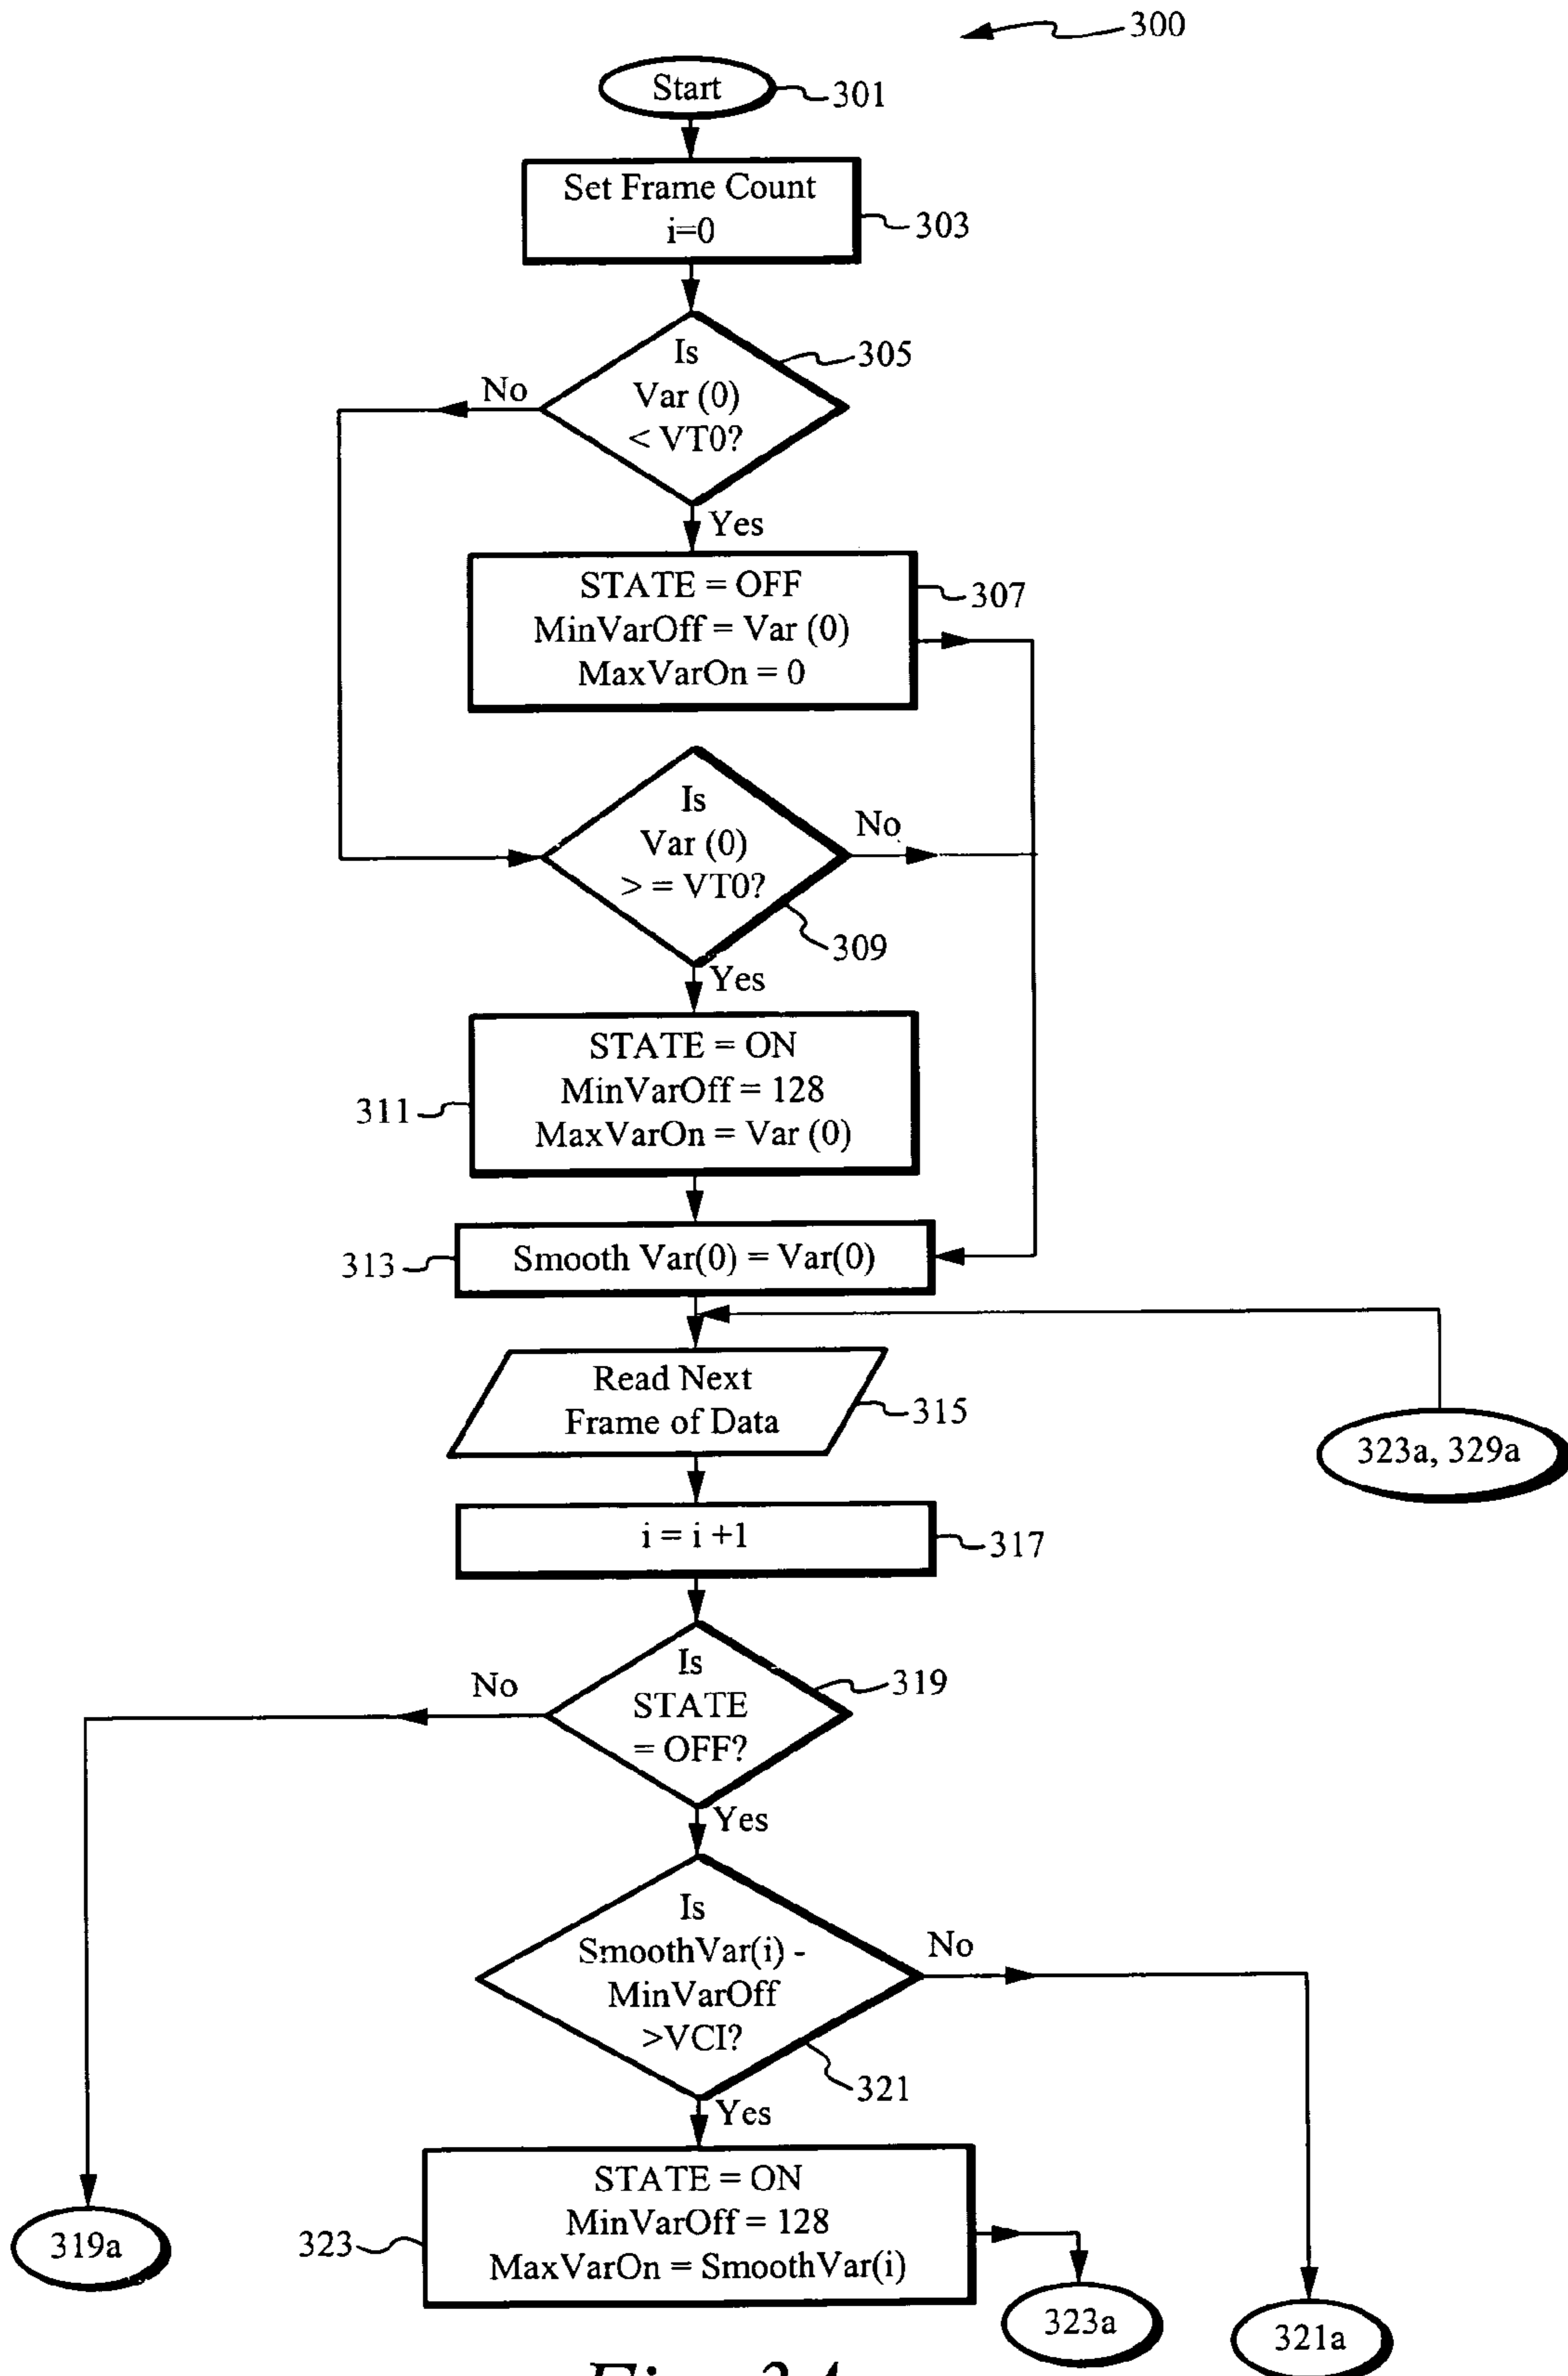 300
Start
301
Set Frame Count
i=0
303
Is
Var (0)
< VT0?
305
No
Yes
STATE = OFF
MinVarOff = Var (0)
MaxVarOn = 0
307
Is
Var (0)
> = VT0?
No
309
Yes
STATE = ON
MinVarOff = 128
MaxVarOn = Var (0)
311
Smooth Var(0) = Var(0)
313
Read Next
Frame of Data
315
323a, 329a
i = i +1
317
Is
STATE
= OFF?
319
No
Yes
Is
SmoothVar(i) -
MinVarOff
>VCI?
No
321
Yes
STATE = ON
MinVarOff = 128
MaxVarOn = SmoothVar(i)
323
319a
323a
321a